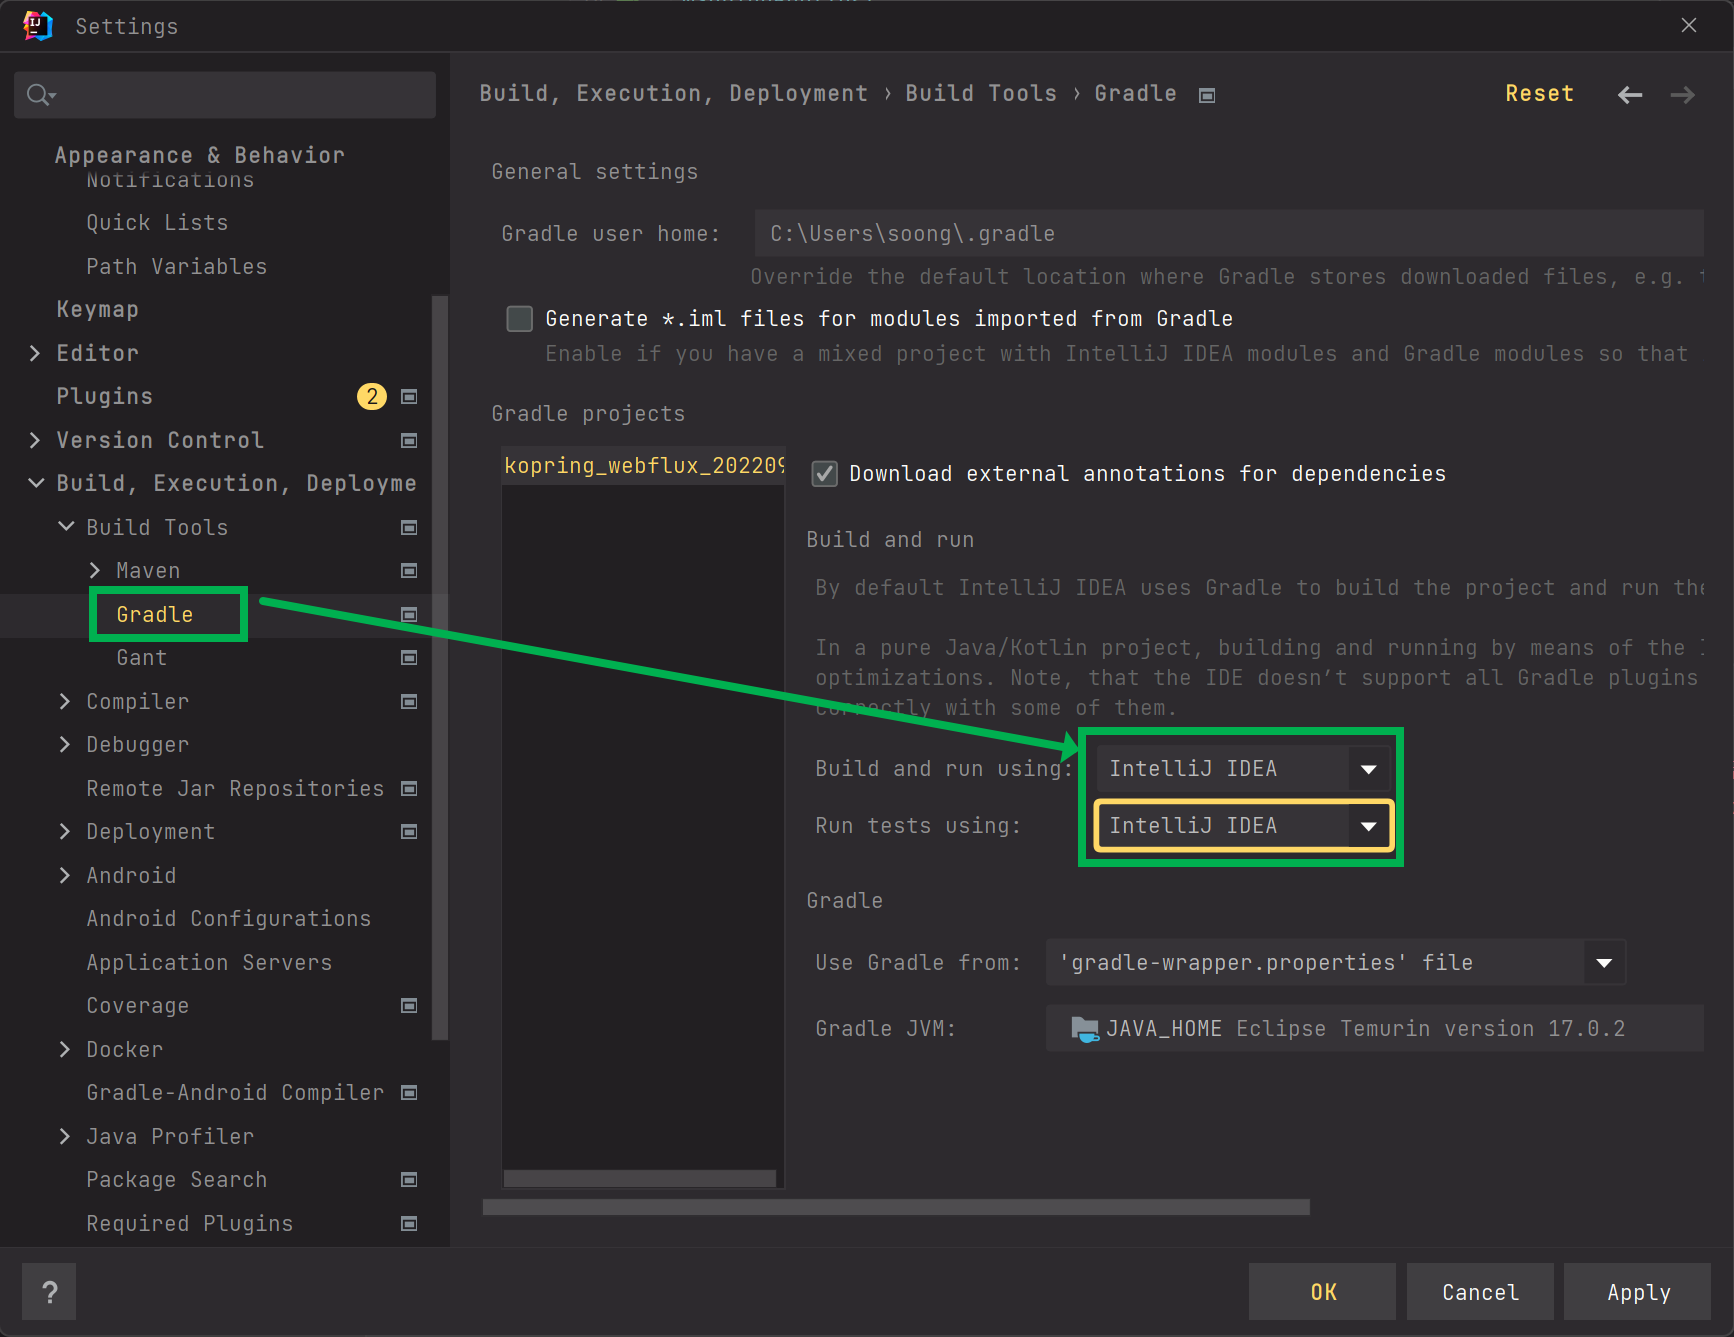 Settings
Build, Execution, Deployment › Build Tools › Gradle
Reset
Appearance & Behavior
Notifications
Quick Lists
Path Variables
Keymap
Editor
Plugins 2
Version Control
Build, Execution, Deployme
Build Tools
Maven
Gradle
Gant
Compiler
Debugger
Remote Jar Repositories
Deployment
Android
Android Configurations
Application Servers
Coverage
Docker
Gradle-Android Compiler
Java Profiler
Package Search
Required Plugins
General settings
Gradle user home: C:\Users\soong\.gradle
Override the default location where Gradle stores downloaded files, e.g.
Generate *.iml files for modules imported from Gradle
Enable if you have a mixed project with IntelliJ IDEA modules and Gradle modules so that
Gradle projects
kopring_webflux_202209
Download external annotations for dependencies
Build and run
By default IntelliJ IDEA uses Gradle to build the project and run the
In a pure Java/Kotlin project, building and running by means of the I
optimizations. Note, that the IDE doesn't support all Gradle plugins
correctly with some of them.
Build and run using: IntelliJ IDEA
Run tests using: IntelliJ IDEA
Gradle
Use Gradle from: 'gradle-wrapper.properties' file
Gradle JVM: JAVA_HOME Eclipse Temurin version 17.0.2
?
OK
Cancel
Apply